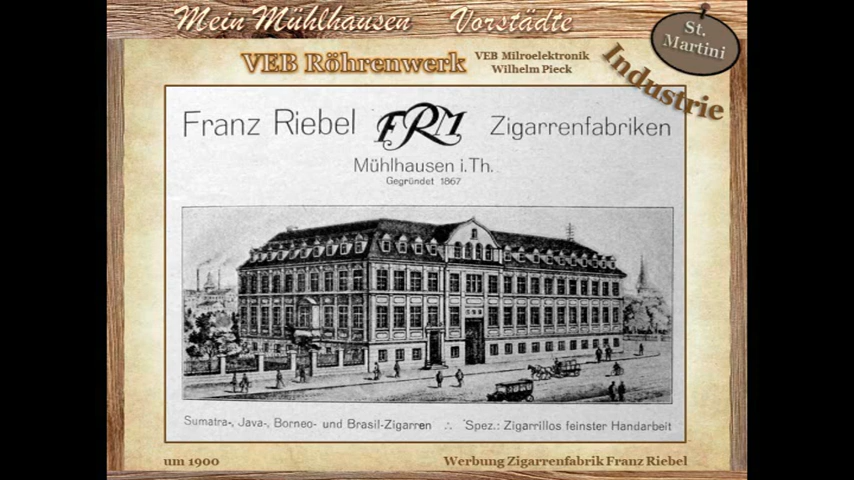 Mein Mühlhausen Vorstädte
St. Martini
Industrie
VEB Röhrenwerk
VEB Milroelektronik
Wilhelm Pieck
Franz Riebel FRM Zigarrenfabriken
Mühlhausen i.Th.
Gegründet 1867
Sumatra-, Java-, Borneo- und Brasil-Zigarren ∴ Spez.: Zigarrillos feinster Handarbeit
um 1900
Werbung Zigarrenfabrik Franz Riebel